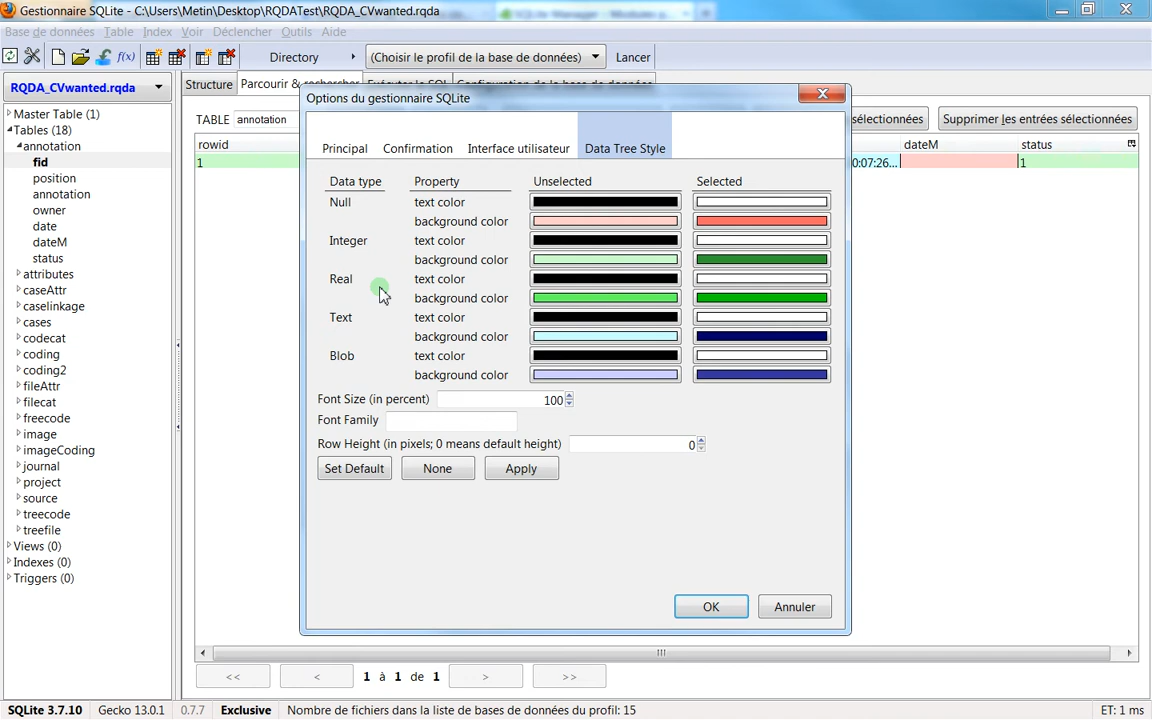 Gestionnaire SQLite - C:\Users\Metin\Desktop\RQDATest\RQDA_CVwanted.rqda
Base de données Table Index Voir Déclencher Outils Aide
f(x) Directory (Choisir le profil de la base de données) Lancer
RQDA_CVwanted.rqda
Master Table (1)
Tables (18)
annotation
fid
position
annotation
owner
date
dateM
status
attributes
caseAttr
caselinkage
cases
codecat
coding
coding2
fileAttr
filecat
freecode
image
imageCoding
journal
project
source
treecode
treefile
Views (0)
Indexes (0)
Triggers (0)
Structure Parcourir & rechercher Exécuter le SQL Configuration de la base de données
TABLE annotation sélectionnées Supprimer les entrées sélectionnées
rowid dateM status
1 0:07:26... 1
Options du gestionnaire SQLite
Principal Confirmation Interface utilisateur Data Tree Style
Data type Property Unselected Selected
Null text color
background color
Integer text color
background color
Real text color
background color
Text text color
background color
Blob text color
background color
Font Size (in percent) 100
Font Family
Row Height (in pixels; 0 means default height) 0
Set Default None Apply
OK Annuler
<< < 1 à 1 de 1 > >>
SQLite 3.7.10 Gecko 13.0.1 0.7.7 Exclusive Nombre de fichiers dans la liste de bases de données du profil: 15 ET: 1 ms